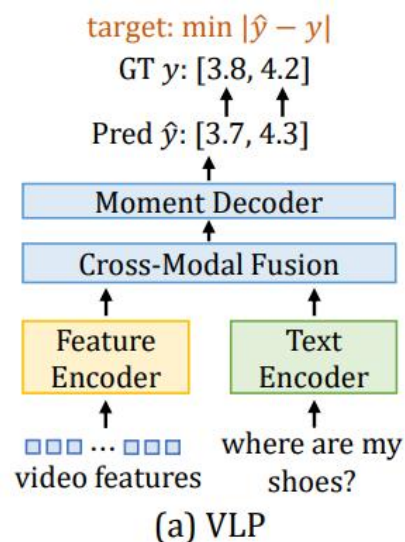 target: min |ŷ − y|
GT y: [3.8, 4.2]
Pred ŷ: [3.7, 4.3]
Moment Decoder
Cross-Modal Fusion
Feature
Encoder
Text
Encoder
...
video features
where are my
shoes?
(a) VLP